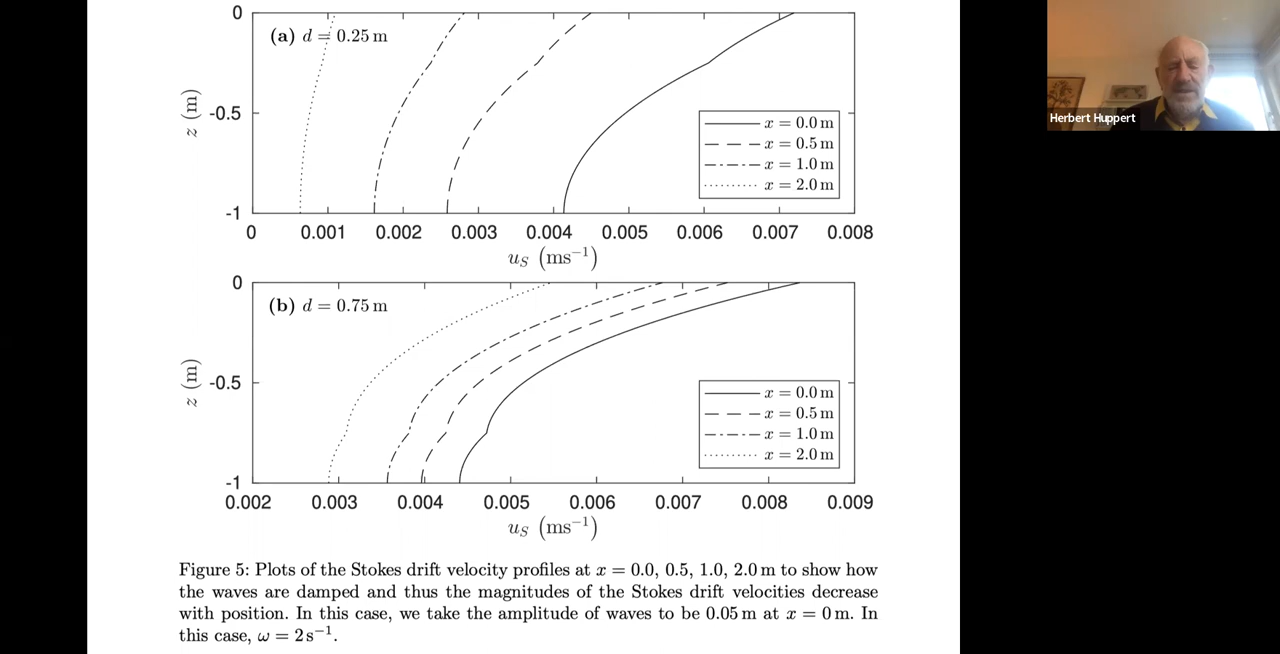 0
(a) d = 0.25 m
z (m)
-0.5
x = 0.0 m
x = 0.5 m
x = 1.0 m
x = 2.0 m
-1
0 0.001 0.002 0.003 0.004 0.005 0.006 0.007 0.008
u_S (ms⁻¹)
0
(b) d = 0.75 m
z (m)
-0.5
x = 0.0 m
x = 0.5 m
x = 1.0 m
x = 2.0 m
-1
0.002 0.003 0.004 0.005 0.006 0.007 0.008 0.009
u_S (ms⁻¹)
Figure 5: Plots of the Stokes drift velocity profiles at x = 0.0, 0.5, 1.0, 2.0 m to show how
the waves are damped and thus the magnitudes of the Stokes drift velocities decrease
with position. In this case, we take the amplitude of waves to be 0.05 m at x = 0 m. In
this case, ω = 2 s⁻¹.
Herbert Huppert